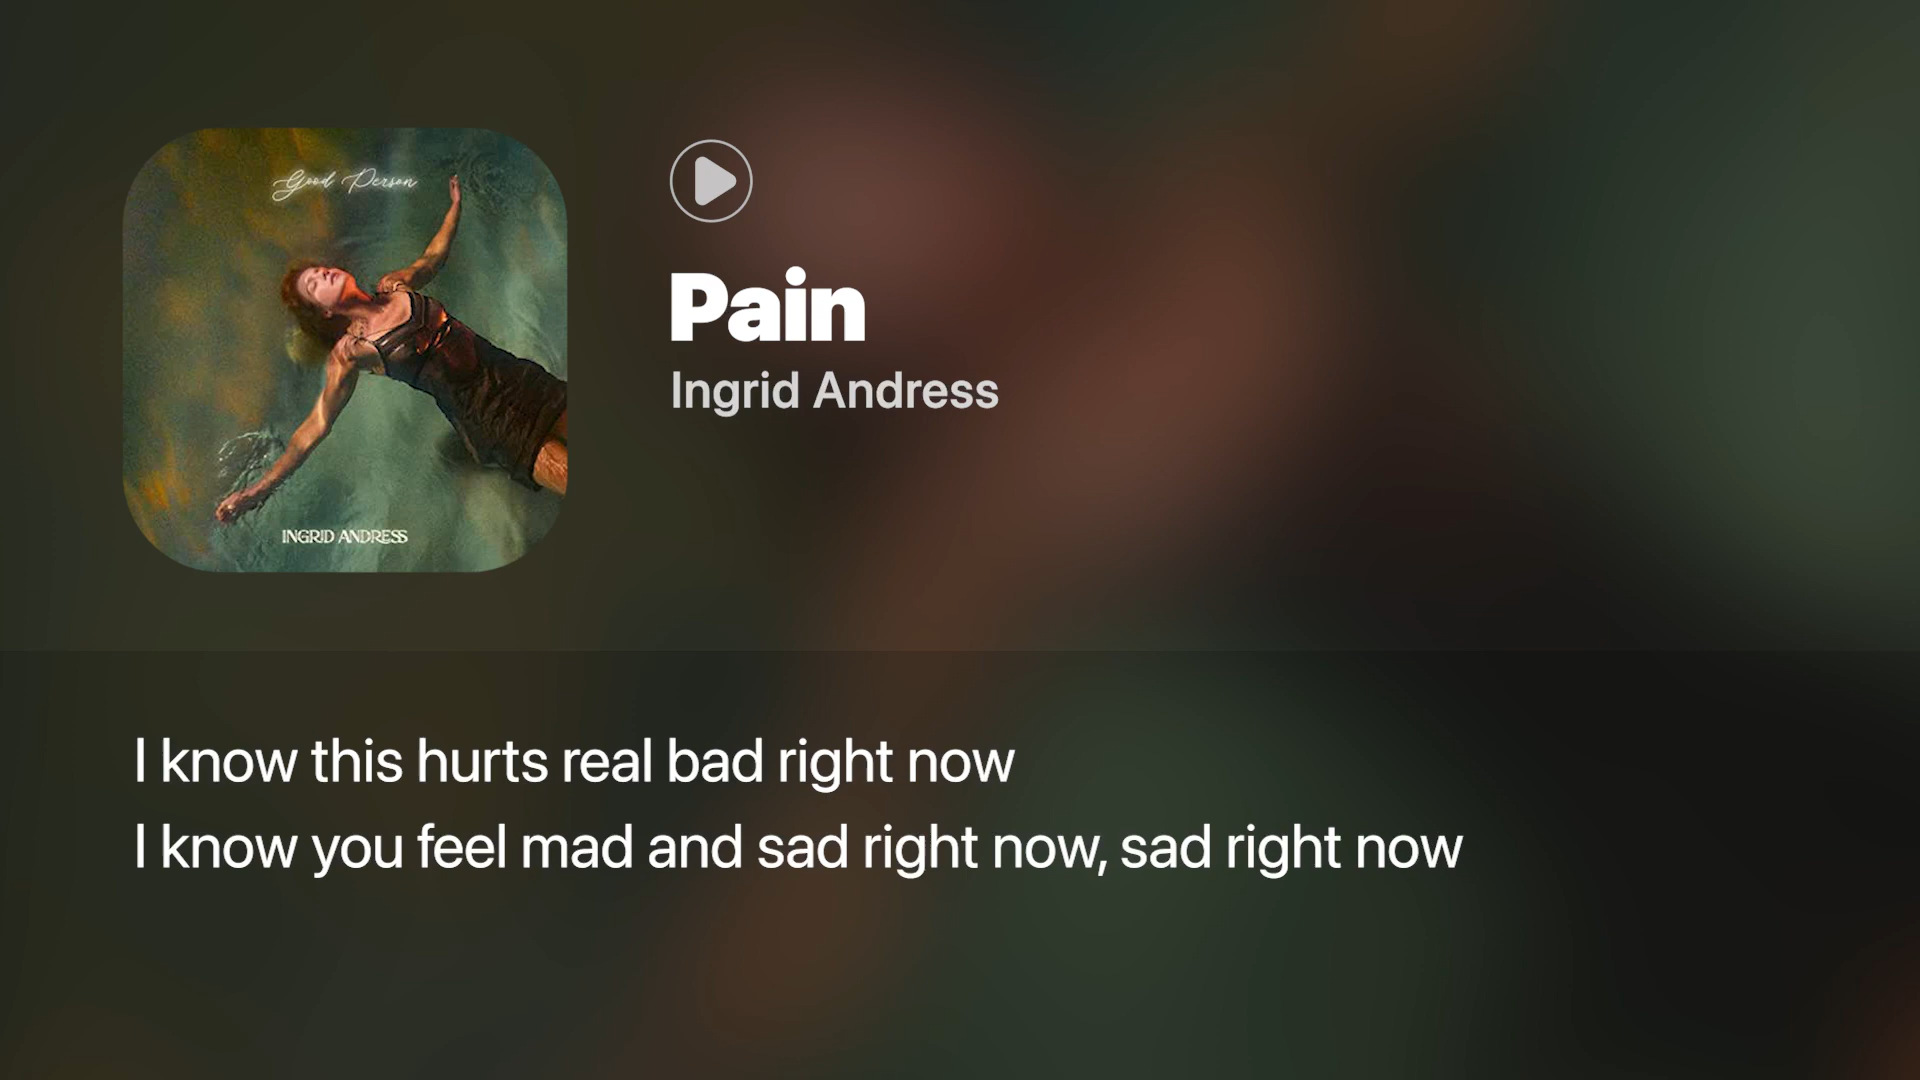 Good Person
INGRID ANDRESS
Pain
Ingrid Andress
I know this hurts real bad right now
I know you feel mad and sad right now, sad right now